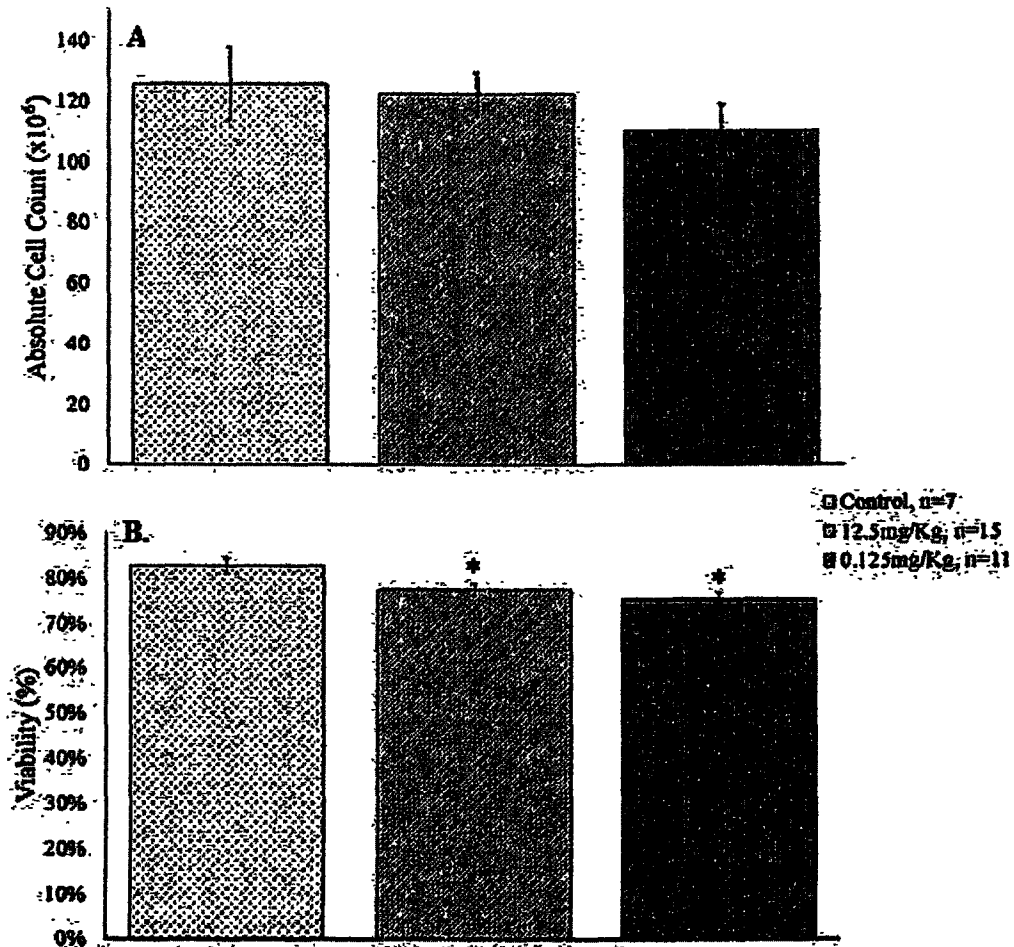 A
Absolute Cell Count (x10⁶)
140
120
100
80
60
40
20
0
Control, n=7
12.5mg/Kg, n=15
0.125mg/Kg, n=11
B.
Viability (%)
90%
80%
70%
60%
50%
40%
30%
20%
10%
0%
*
*